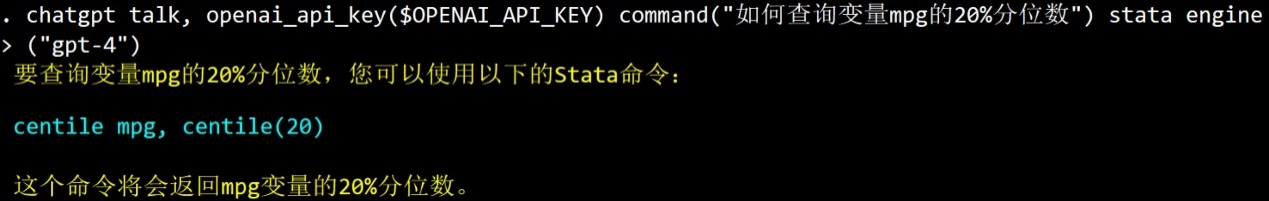 . chatgpt talk, openai_api_key($OPENAI_API_KEY) command("如何查询变量mpg的20%分位数") stata engine
> ("gpt-4")
要查询变量mpg的20%分位数，您可以使用以下的Stata命令：
centile mpg, centile(20)
这个命令将会返回mpg变量的20%分位数。